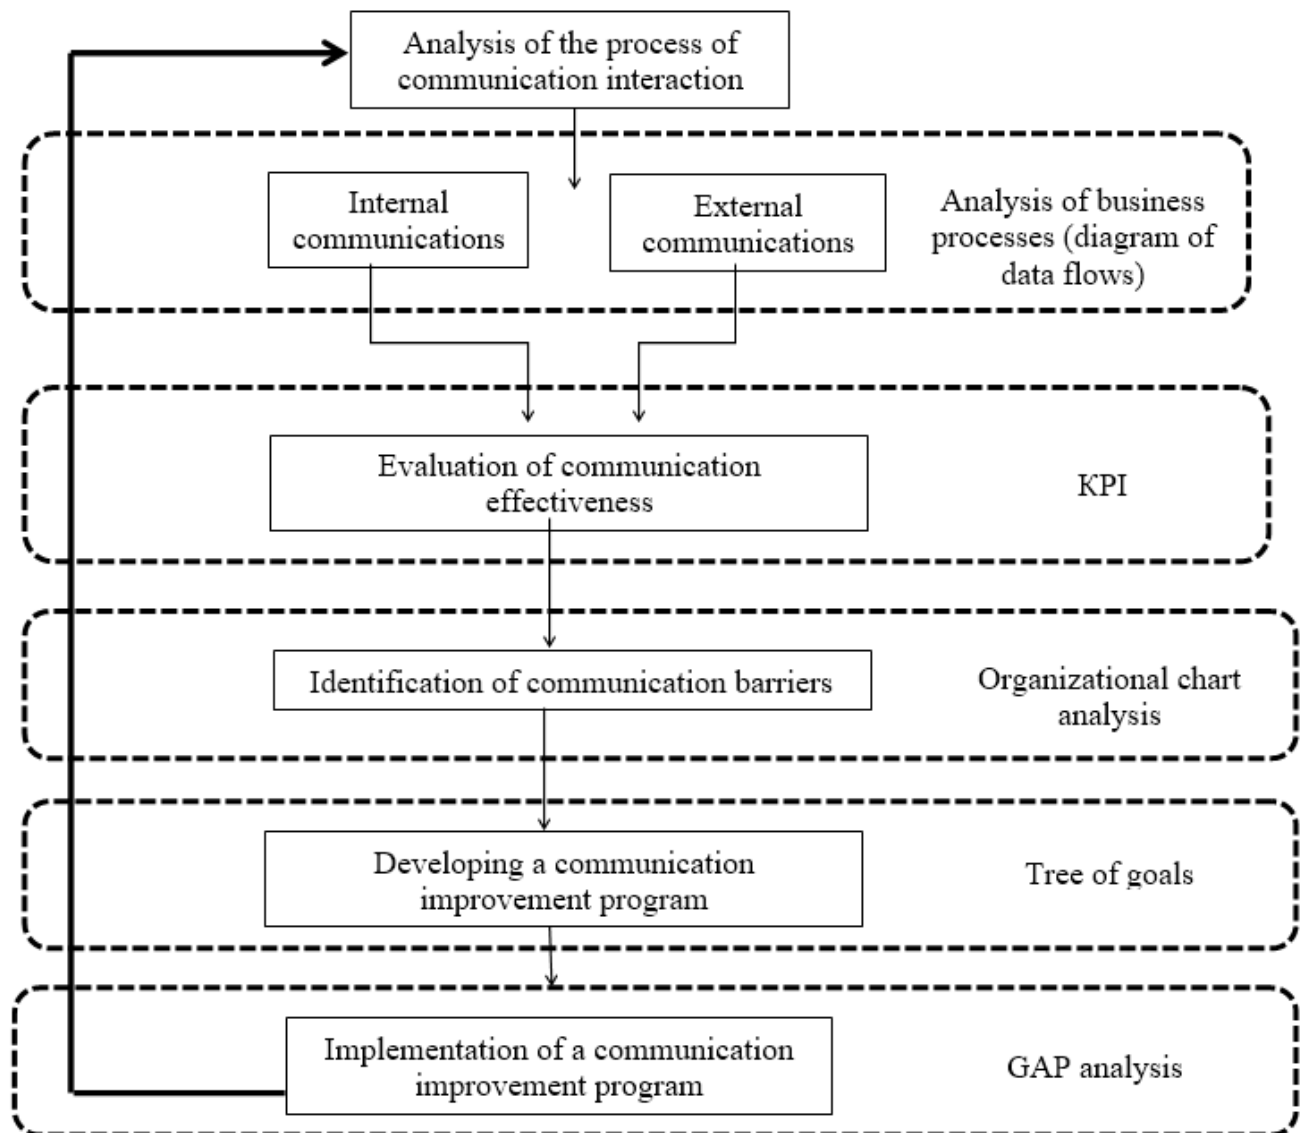 Analysis of the process of
communication interaction
Internal
communications
External
communications
Analysis of business
processes (diagram of
data flows)
Evaluation of communication
effectiveness
KPI
Identification of communication barriers
Organizational chart
analysis
Developing a communication
improvement program
Tree of goals
Implementation of a communication
improvement program
GAP analysis